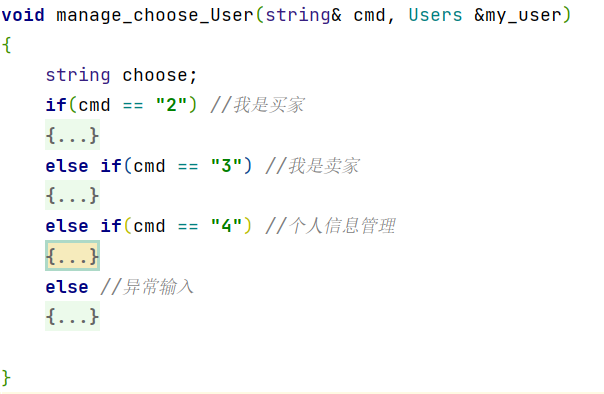 void manage_choose_User(string& cmd, Users &my_user)
{
    string choose;
    if(cmd == "2") //我是买家
    {...}
    else if(cmd == "3") //我是卖家
    {...}
    else if(cmd == "4") //个人信息管理
    {...}
    else //异常输入
    {...}
}